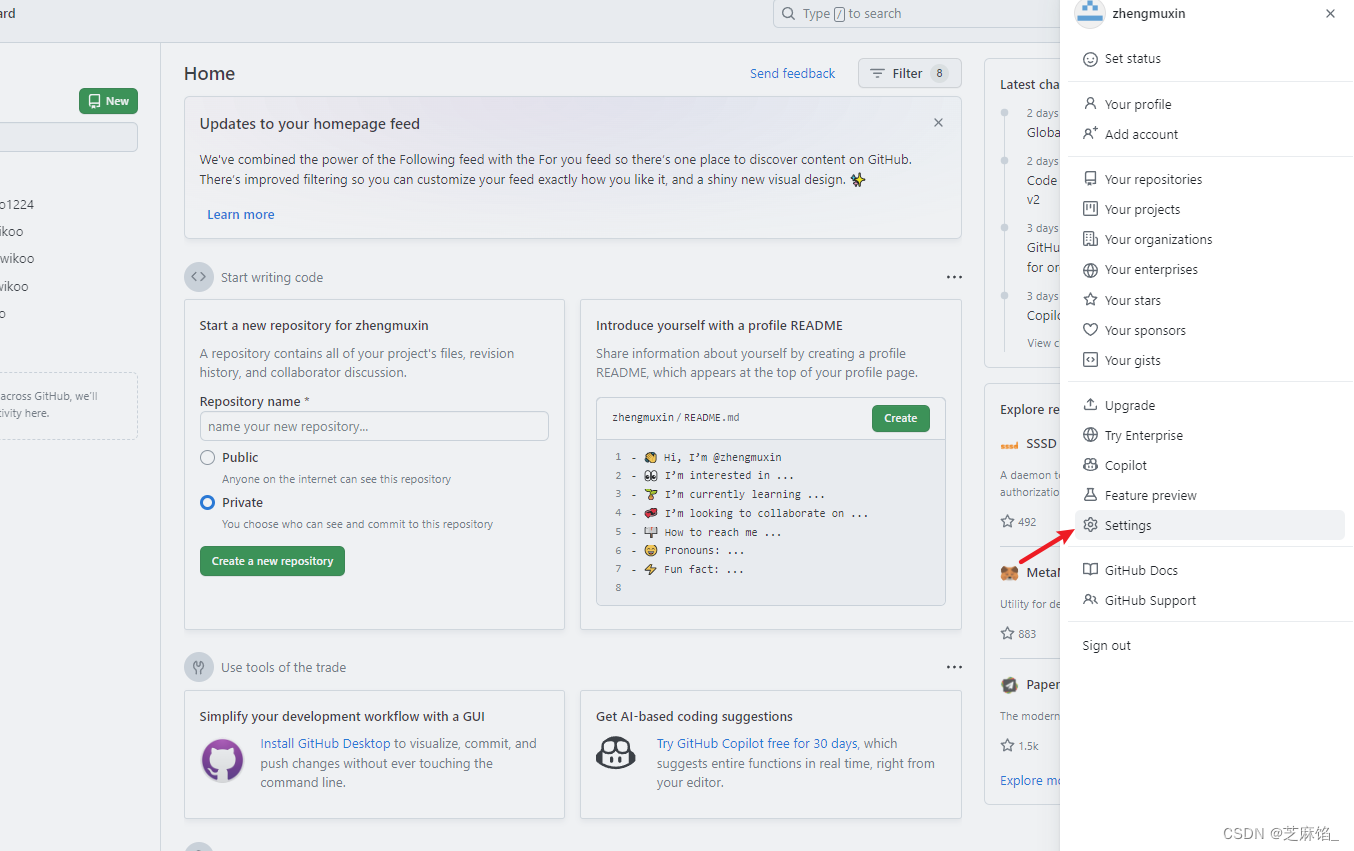 ard
Type / to search
zhengmuxin
Set status
Your profile
Add account
Your repositories
Your projects
Your organizations
Your enterprises
Your stars
Your sponsors
Your gists
Upgrade
Try Enterprise
Copilot
Feature preview
Settings
GitHub Docs
GitHub Support
Sign out
New
o1224
ikoo
wikoo
wikoo
o
across GitHub, we'll
tivity here.
Home
Send feedback
Filter 8
Updates to your homepage feed
We've combined the power of the Following feed with the For you feed so there's one place to discover content on GitHub.
There's improved filtering so you can customize your feed exactly how you like it, and a shiny new visual design. ✨
Learn more
Start writing code
Start a new repository for zhengmuxin
A repository contains all of your project's files, revision
history, and collaborator discussion.
Repository name *
name your new repository...
Public
Anyone on the internet can see this repository
Private
You choose who can see and commit to this repository
Create a new repository
Introduce yourself with a profile README
Share information about yourself by creating a profile
README, which appears at the top of your profile page.
zhengmuxin / README.md
Create
1 - 👋 Hi, I'm @zhengmuxin
2 - 👀 I'm interested in ...
3 - 🌱 I'm currently learning ...
4 - 💞️ I'm looking to collaborate on ...
5 - 📫 How to reach me ...
6 - 😄 Pronouns: ...
7 - ⚡ Fun fact: ...
8
Use tools of the trade
Simplify your development workflow with a GUI
Install GitHub Desktop to visualize, commit, and
push changes without ever touching the
command line.
Get AI-based coding suggestions
Try GitHub Copilot free for 30 days, which
suggests entire functions in real time, right from
your editor.
Latest cha
2 days
Globa
2 days
Code
v2
3 days
GitHu
for or
3 days
Copilo
View c
Explore re
sssd SSSD
A daemon to
authorizatio
492
MetaM
Utility for de
883
Paper
The modern
1.5k
Explore mo
CSDN @芝麻馅_